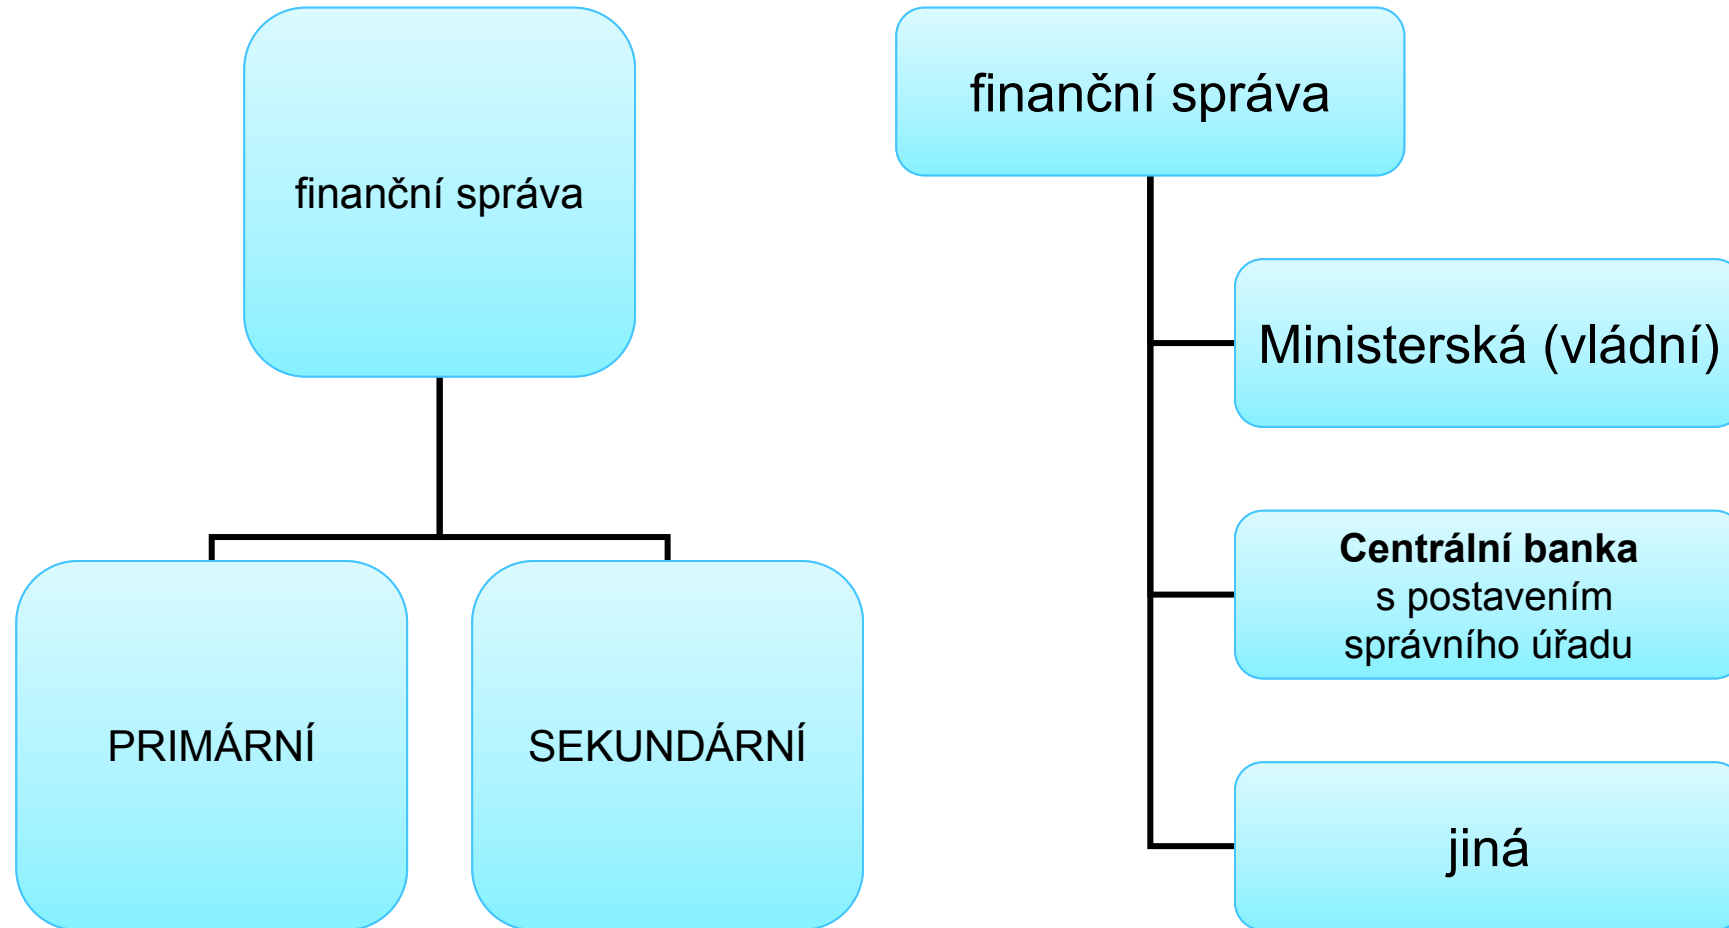 finanční správa
PRIMÁRNÍ
SEKUNDÁRNÍ
finanční správa
Ministerská (vládní)
Centrální banka
s postavením
správního úřadu
jiná